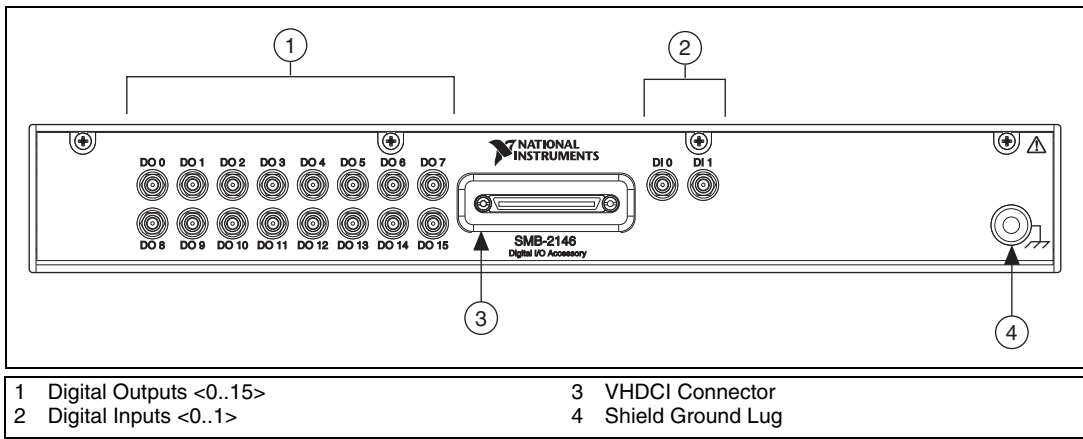 1
2
NATIONAL
INSTRUMENTS
DO 0 DO 1 DO 2 DO 3 DO 4 DO 5 DO 6 DO 7
DI 0 DI 1
DO 8 DO 9 DO 10 DO 11 DO 12 DO 13 DO 14 DO 15
SMB-2146
Digital I/O Accessory
3
4
1 Digital Outputs <0..15>
2 Digital Inputs <0..1>
3 VHDCI Connector
4 Shield Ground Lug